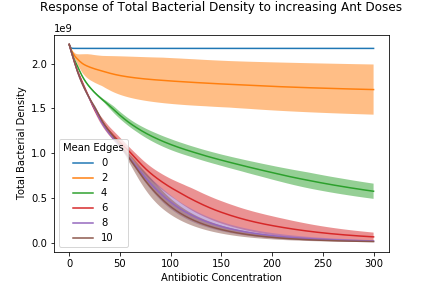 Response of Total Bacterial Density to increasing Ant Doses
1e9
2.0
1.5
1.0
0.5
0.0
Total Bacterial Density
Mean Edges
0
2
4
6
8
10
0 50 100 150 200 250 300
Antibiotic Concentration